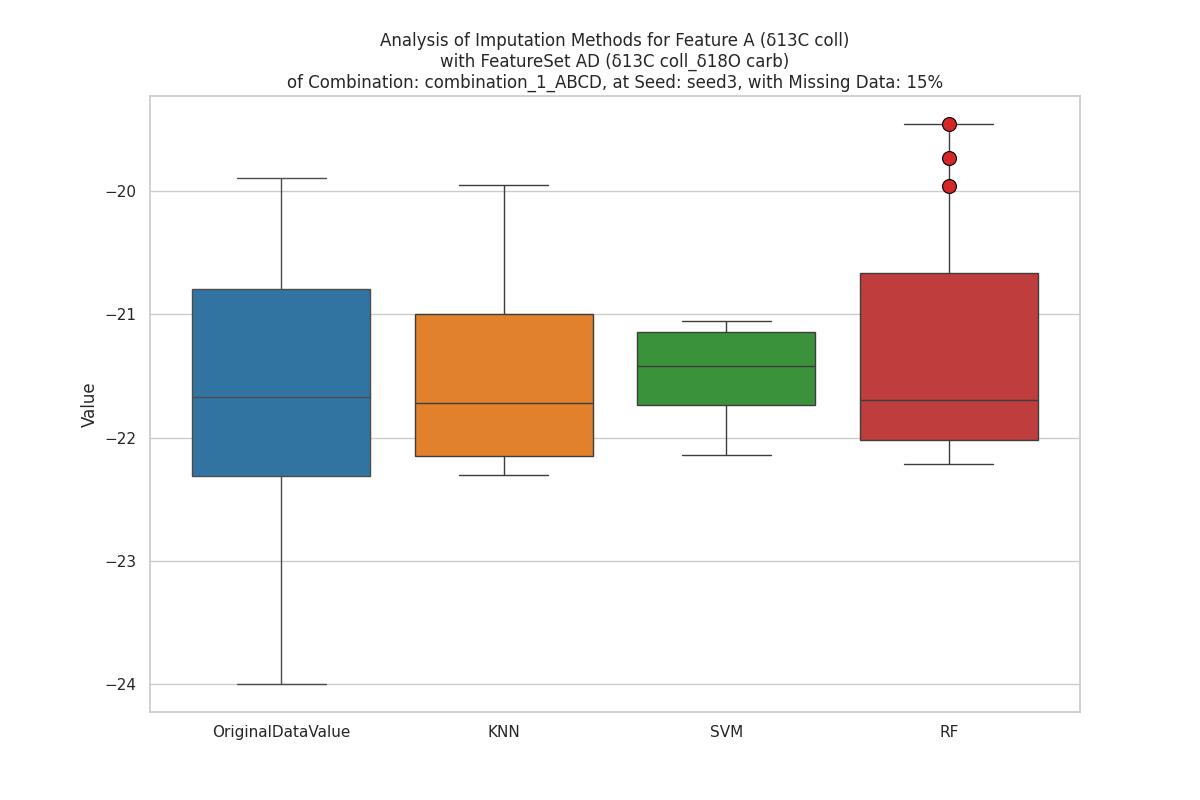 Analysis of Imputation Methods for Feature A (δ13C coll)
with FeatureSet AD (δ13C coll_δ18O carb)
of Combination: combination_1_ABCD, at Seed: seed3, with Missing Data: 15%
Value
−20
−21
−22
−23
−24
OriginalDataValue
KNN
SVM
RF